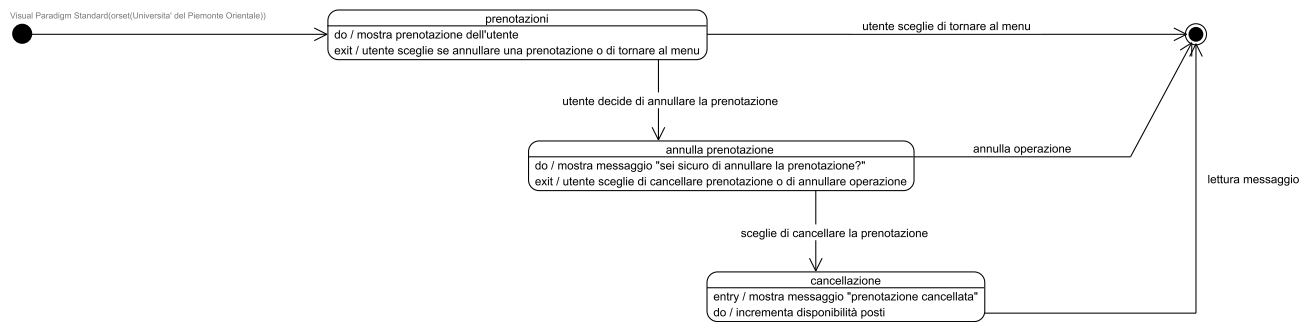 Visual Paradigm Standard(orset(Universita' del Piemonte Orientale))
prenotazioni
do / mostra prenotazione dell'utente
exit / utente sceglie se annullare una prenotazione o di tornare al menu
utente sceglie di tornare al menu
utente decide di annullare la prenotazione
annulla prenotazione
do / mostra messaggio "sei sicuro di annullare la prenotazione?"
exit / utente sceglie di cancellare prenotazione o di annullare operazione
annulla operazione
lettura messaggio
sceglie di cancellare la prenotazione
cancellazione
entry / mostra messaggio "prenotazione cancellata"
do / incrementa disponibilità posti